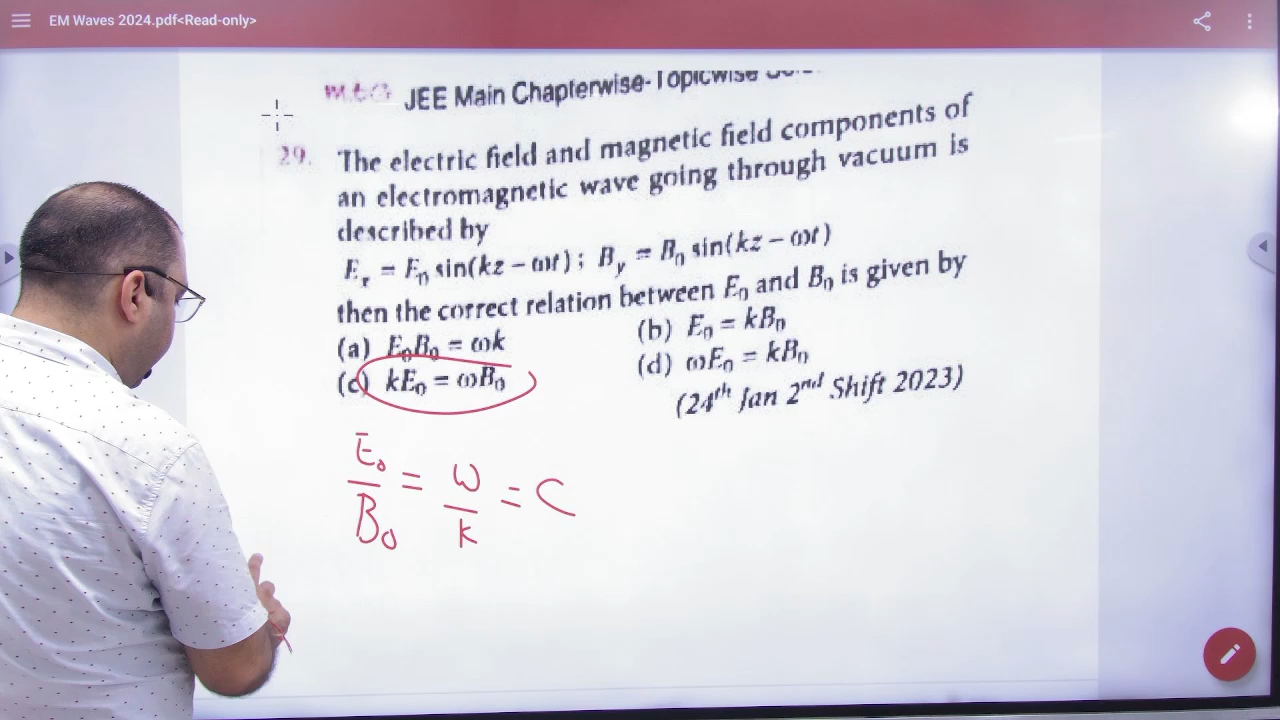 EM Waves 2024.pdf<Read-only>
MtG JEE Main Chapterwise-Topicwise
29. The electric field and magnetic field components of
an electromagnetic wave going through vacuum is
described by
Eₓ = E₀ sin(kz − ωt) ; Bᵧ = B₀ sin(kz − ωt)
then the correct relation between E₀ and B₀ is given by
(a) E₀B₀ = ωk (b) E₀ = kB₀
(c) kE₀ = ωB₀ (d) ωE₀ = kB₀
(24th Jan 2nd Shift 2023)
E₀/B₀ = ω/k = C